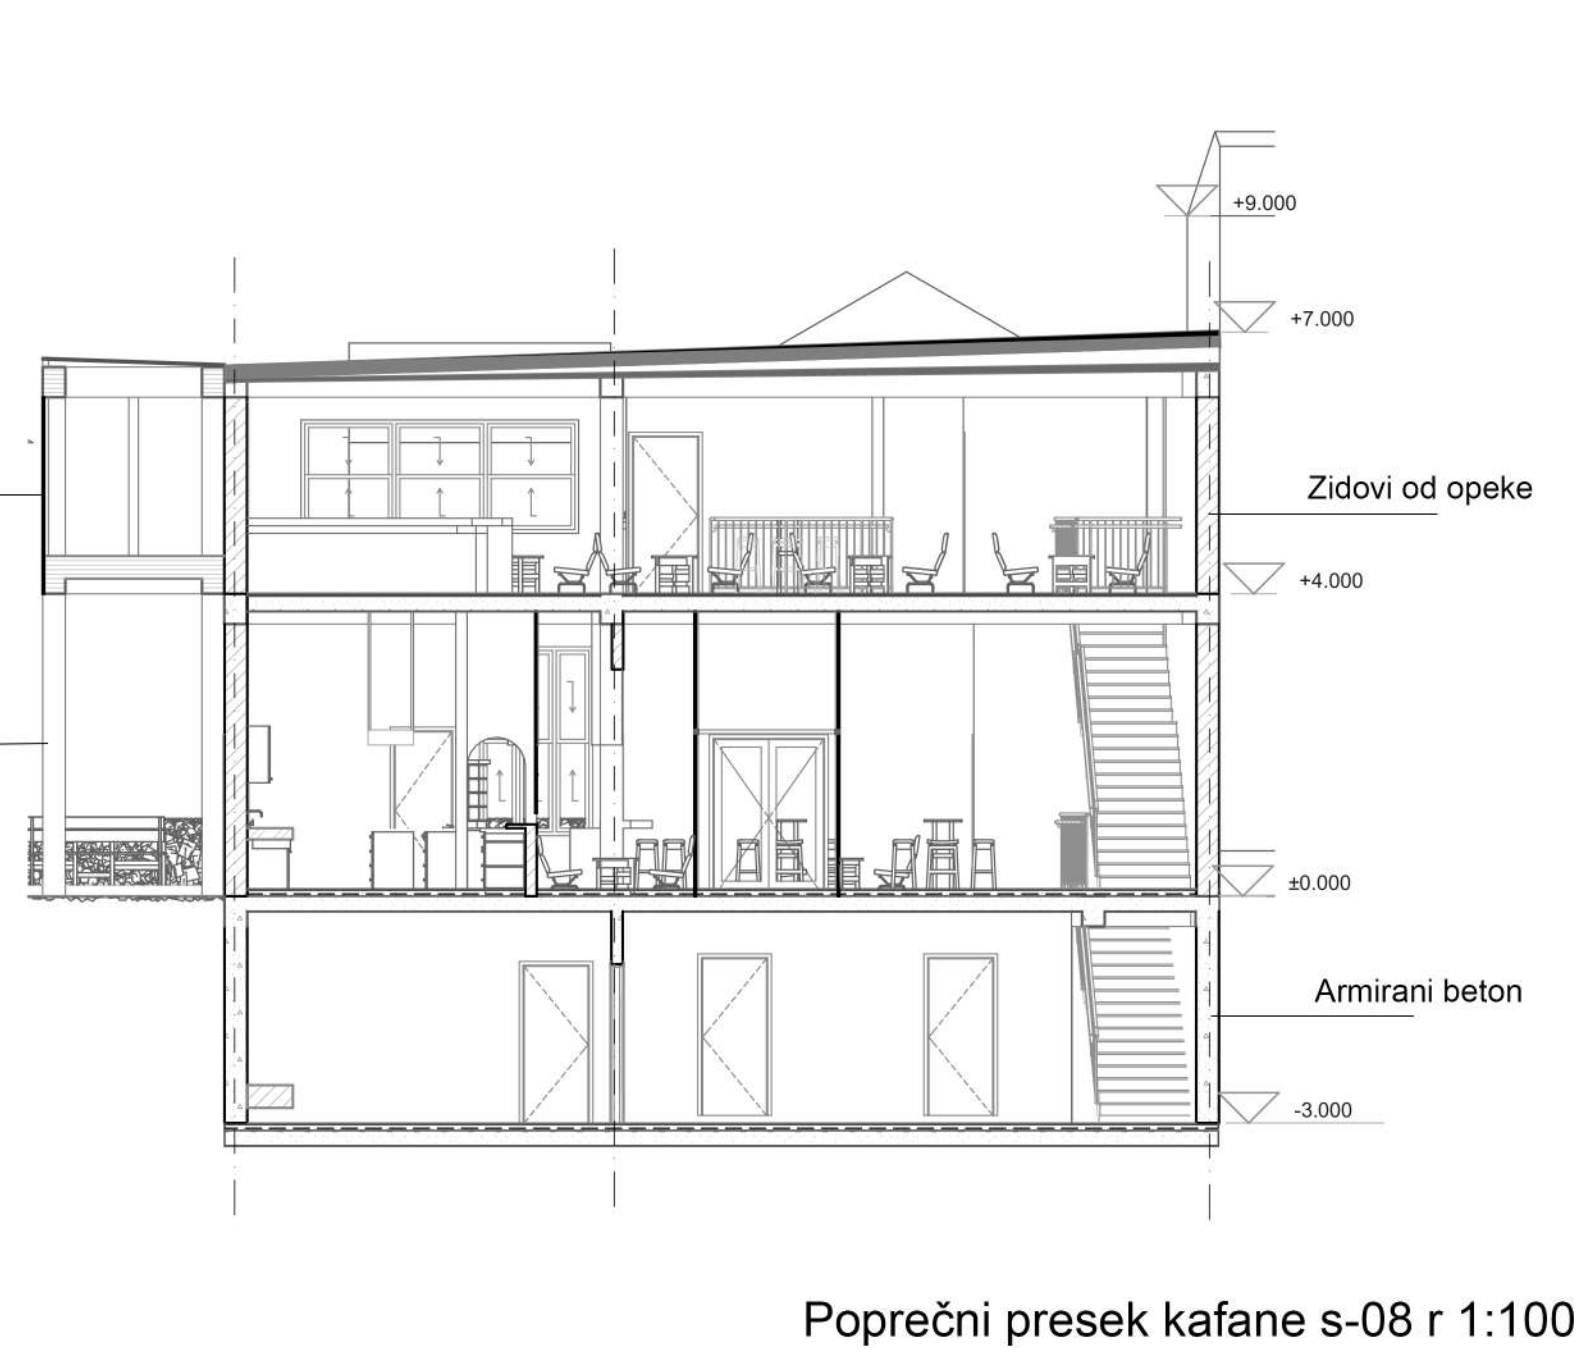 +9.000
+7.000
Zidovi od opeke
+4.000
±0.000
Armirani beton
-3.000
Poprečni presek kafane s-08 r 1:100